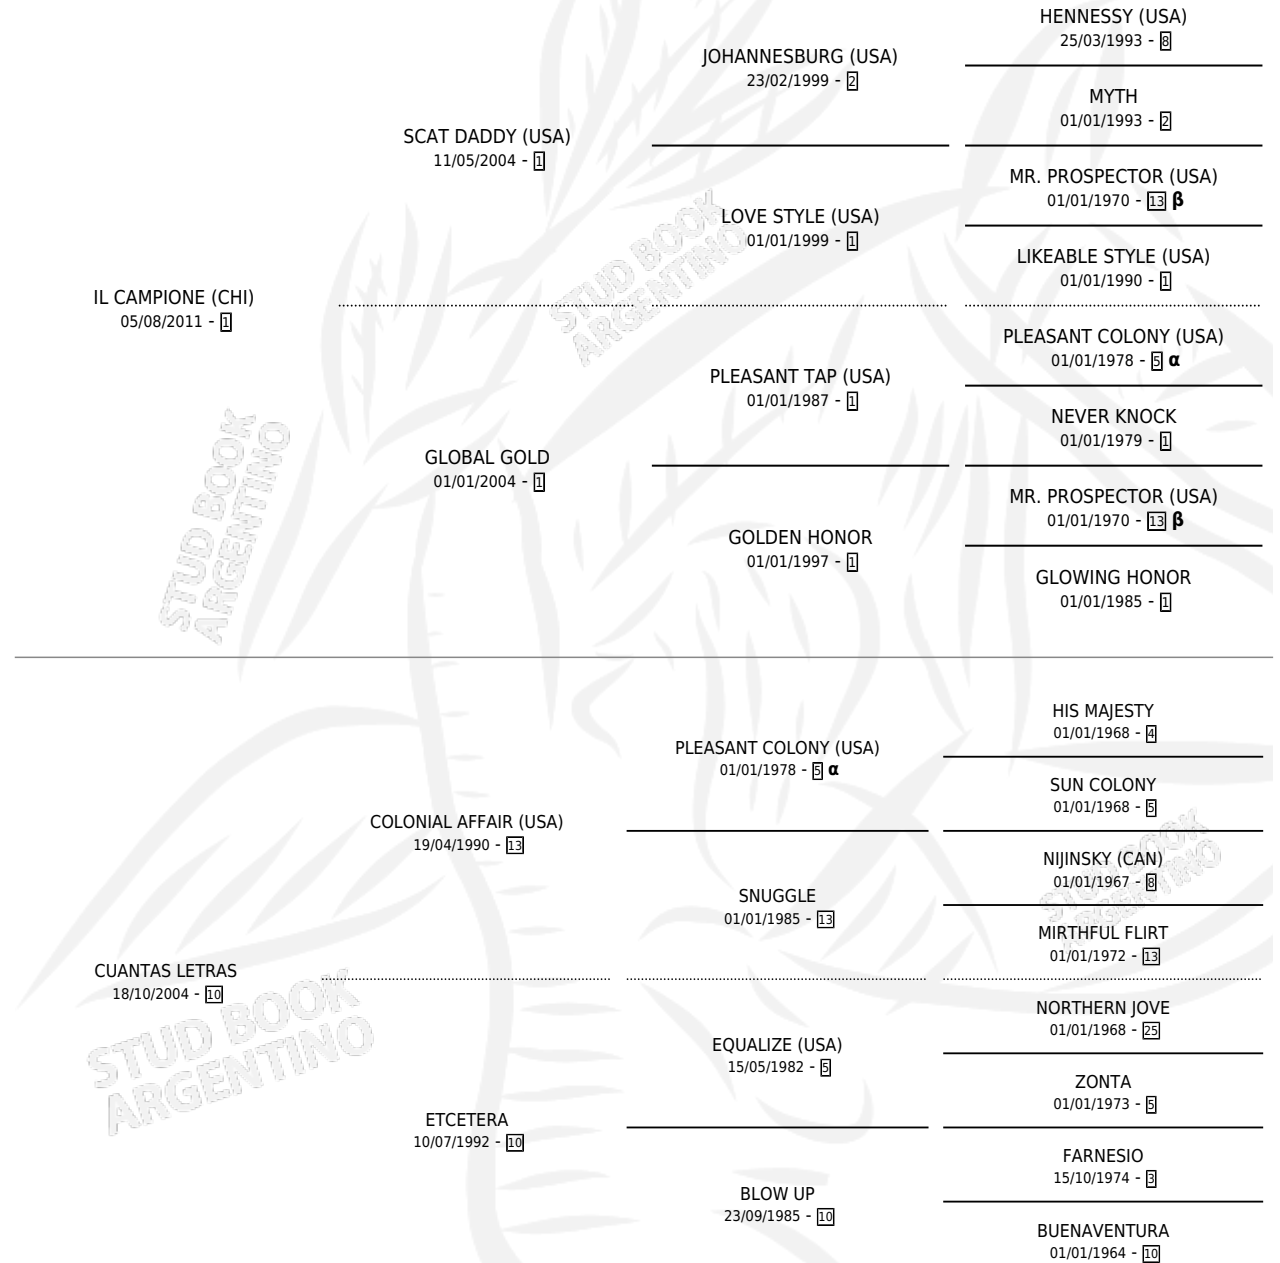 HENNESSY (USA)
25/03/1993 - 8
JOHANNESBURG (USA)
23/02/1999 - 2
MYTH
01/01/1993 - 2
SCAT DADDY (USA)
11/05/2004 - 1
MR. PROSPECTOR (USA)
01/01/1970 - 13 β
LOVE STYLE (USA)
01/01/1999 - 1
LIKEABLE STYLE (USA)
01/01/1990 - 1
IL CAMPIONE (CHI)
05/08/2011 - 1
PLEASANT COLONY (USA)
01/01/1978 - 5 α
PLEASANT TAP (USA)
01/01/1987 - 1
NEVER KNOCK
01/01/1979 - 1
GLOBAL GOLD
01/01/2004 - 1
MR. PROSPECTOR (USA)
01/01/1970 - 13 β
GOLDEN HONOR
01/01/1997 - 1
GLOWING HONOR
01/01/1985 - 1
HIS MAJESTY
01/01/1968 - 4
PLEASANT COLONY (USA)
01/01/1978 - 5 α
SUN COLONY
01/01/1968 - 5
COLONIAL AFFAIR (USA)
19/04/1990 - 13
NIJINSKY (CAN)
01/01/1967 - 8
SNUGGLE
01/01/1985 - 13
MIRTHFUL FLIRT
01/01/1972 - 13
CUANTAS LETRAS
18/10/2004 - 10
NORTHERN JOVE
01/01/1968 - 25
EQUALIZE (USA)
15/05/1982 - 5
ZONTA
01/01/1973 - 5
ETCETERA
10/07/1992 - 10
FARNESIO
15/10/1974 - 3
BLOW UP
23/09/1985 - 10
BUENAVENTURA
01/01/1964 - 10
STUD BOOK
ARGENTINO
STUD BOOK
ARGENTINO
STUD BOOK
ARGENTINO
STUD BOOK
ARGENTINO